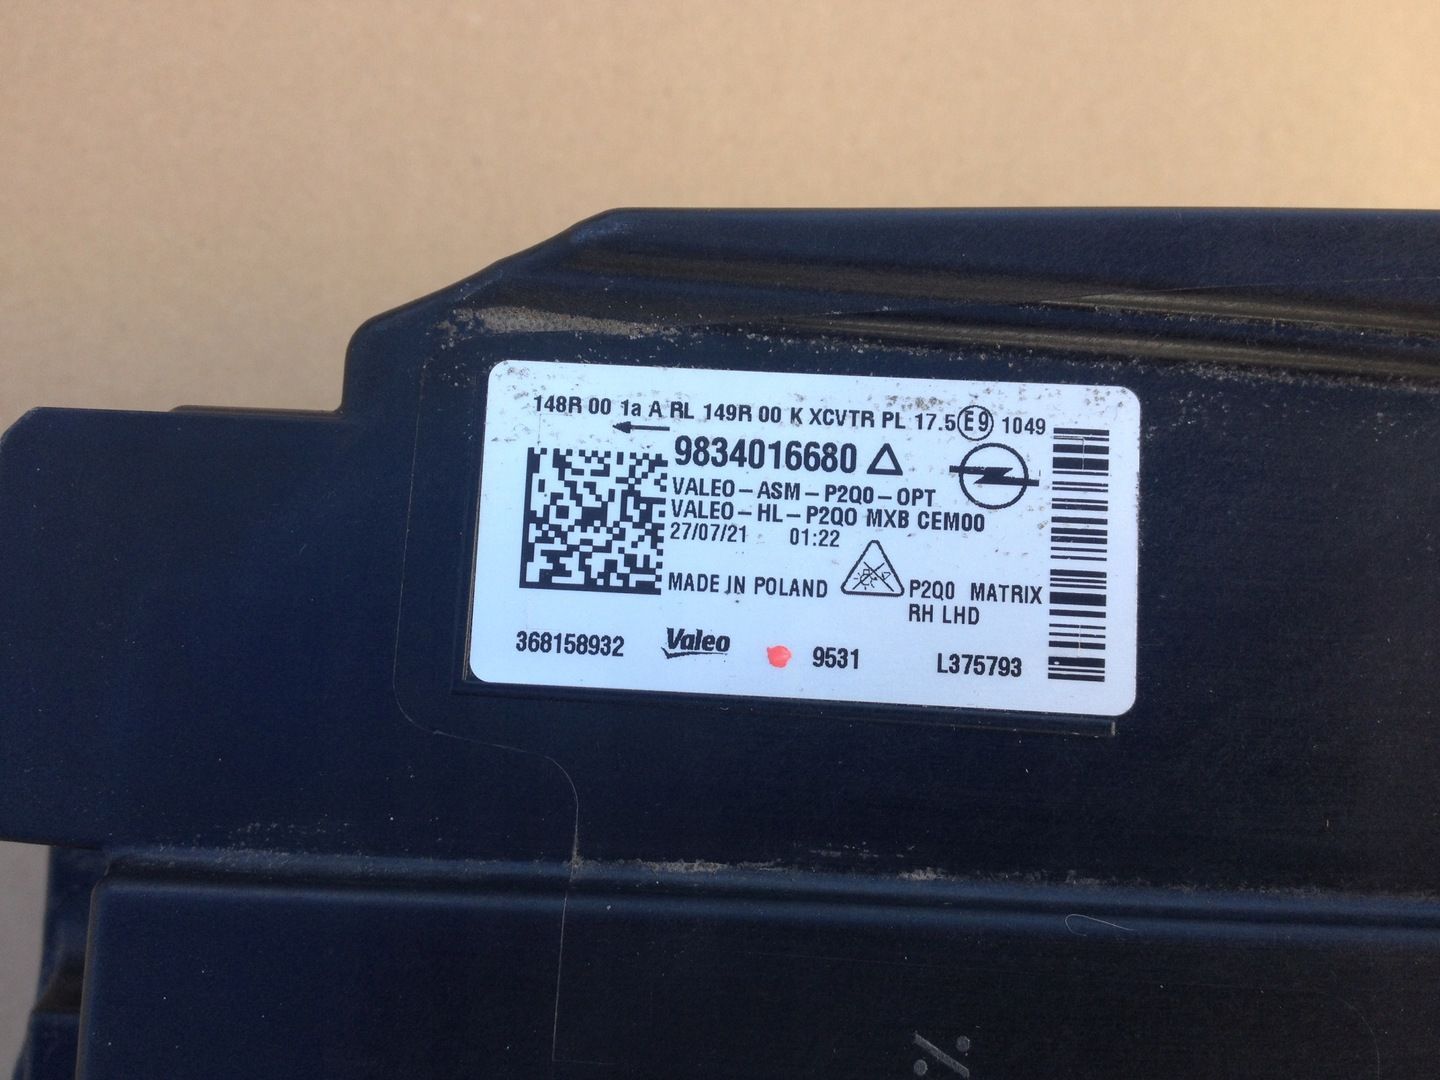 148R 00 1a A RL 149R 00 K XCVTR PL 17.5 E9 1049
9834016680
VALEO-ASM-P2Q0-OPT
VALEO-HL-P2QO MXB CEM00
27/07/21 01:22
MADE IN POLAND
P2Q0 MATRIX
RH LHD
368158932 Valeo 9531 L375793
%